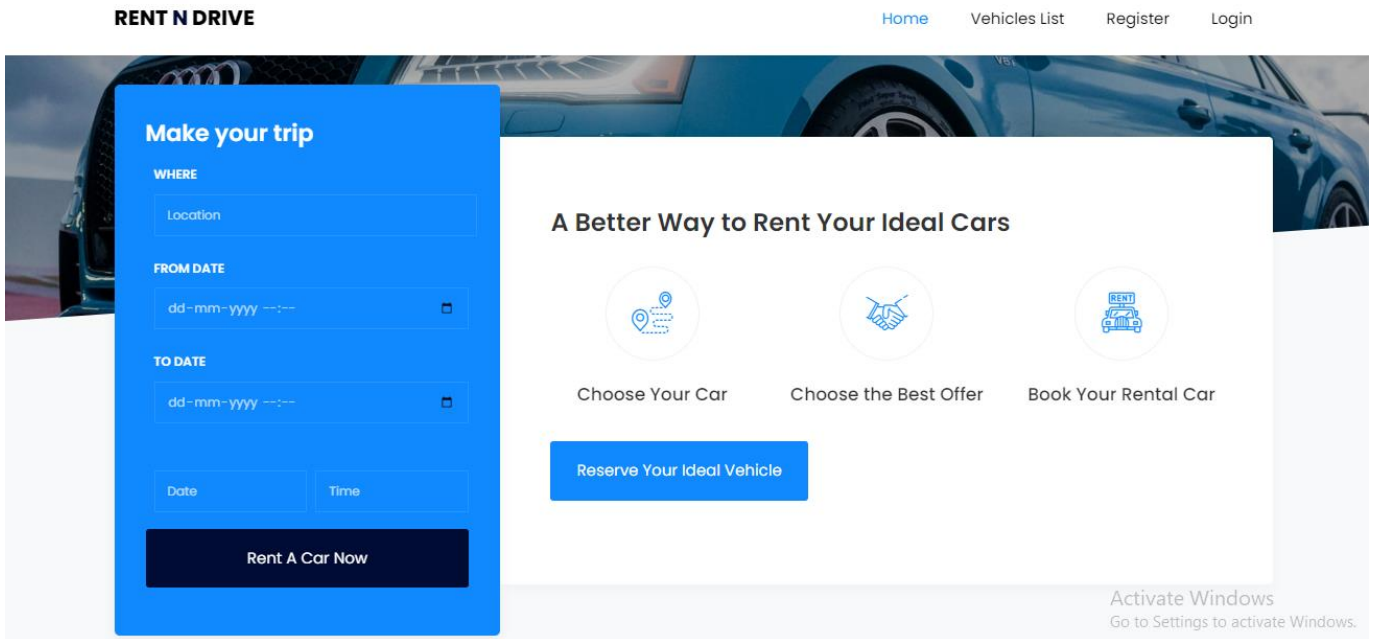 RENT N DRIVE
Home Vehicles List Register Login
Make your trip
WHERE
Location
FROM DATE
dd-mm-yyyy --:--
TO DATE
dd-mm-yyyy --:--
Date Time
Rent A Car Now
A Better Way to Rent Your Ideal Cars
RENT
Choose Your Car Choose the Best Offer Book Your Rental Car
Reserve Your Ideal Vehicle
Activate Windows
Go to Settings to activate Windows.